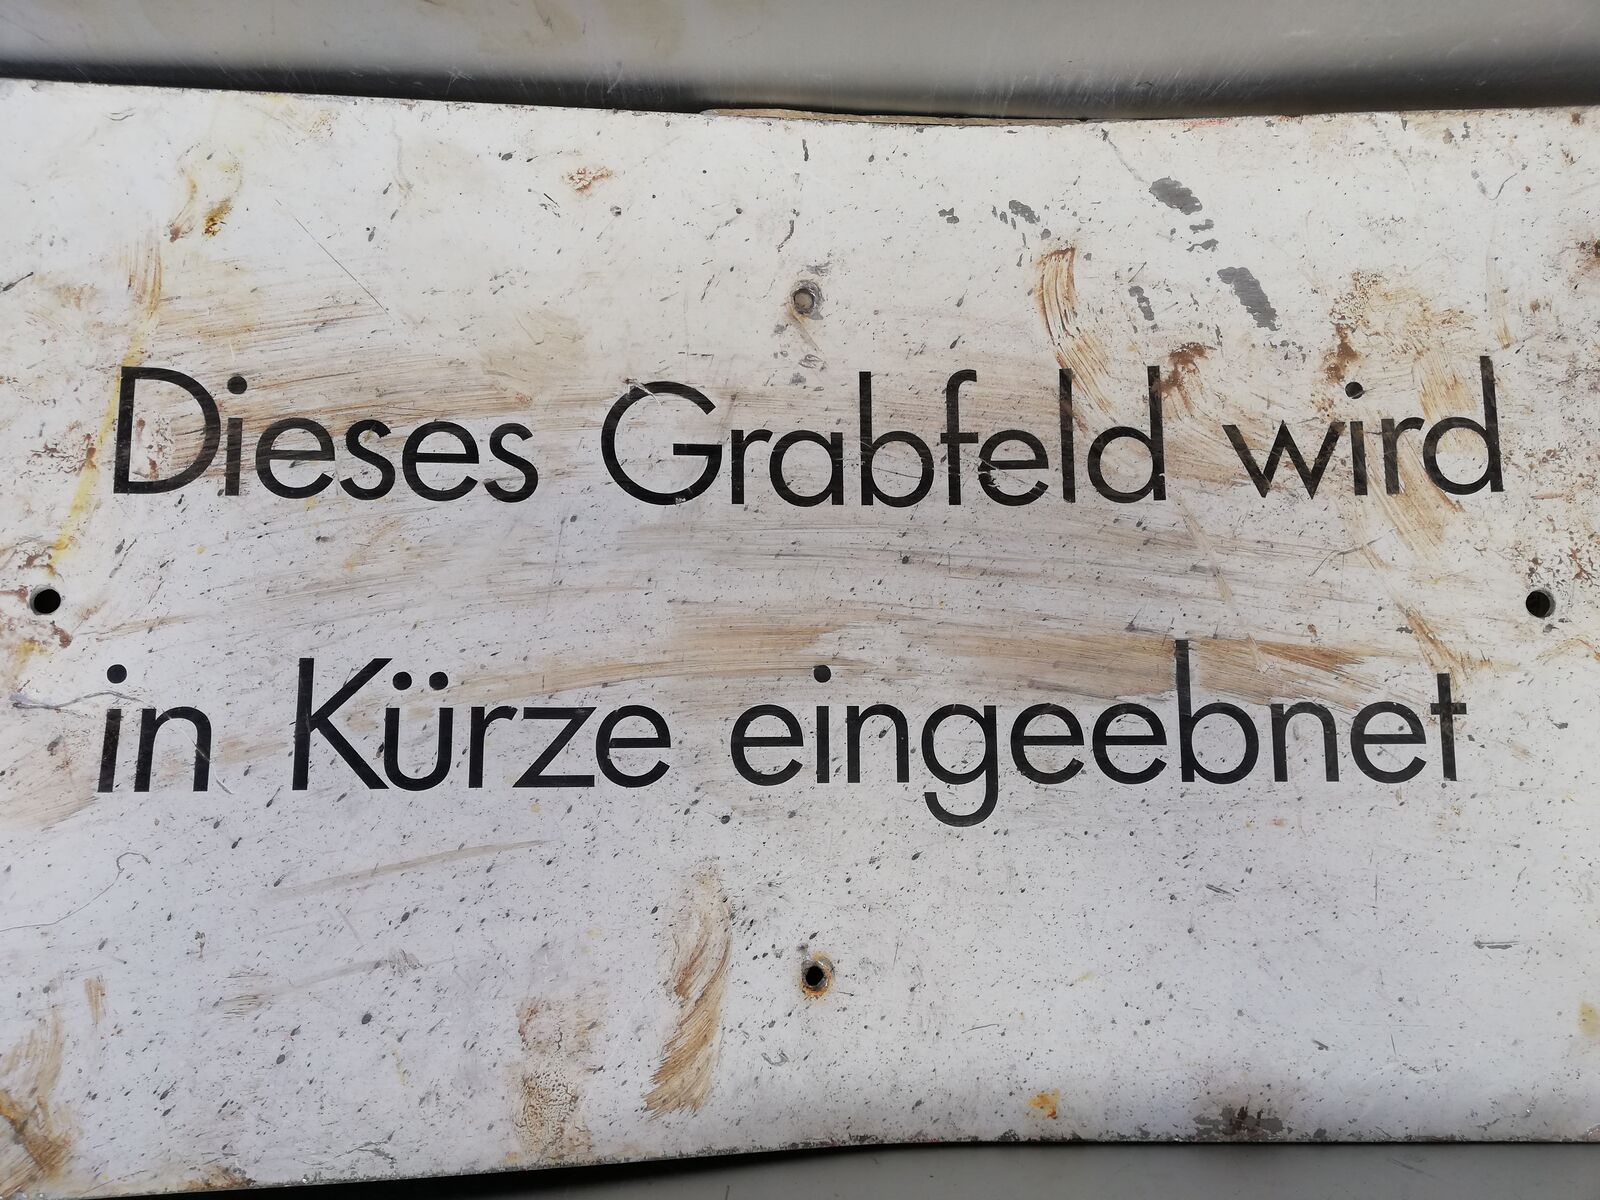 Dieses Grabfeld wird
in Kürze eingeebnet